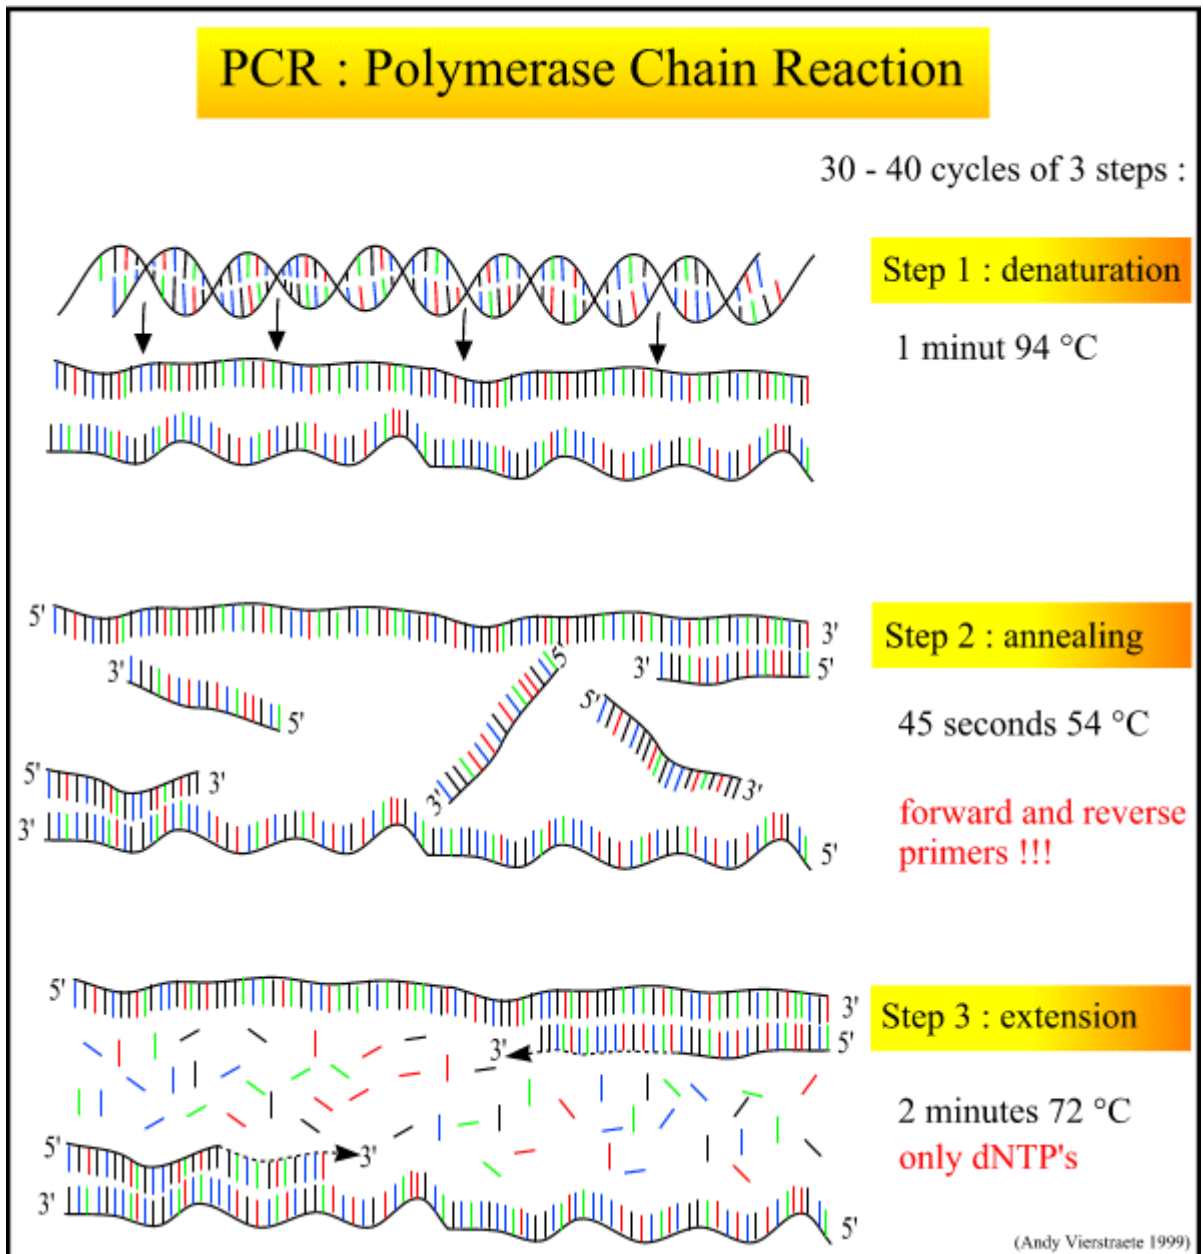 PCR : Polymerase Chain Reaction
30 - 40 cycles of 3 steps :
Step 1 : denaturation
1 minut 94 °C
5'
3'
Step 2 : annealing
3'
5'
3'
5'
5'
45 seconds 54 °C
5'
3'
3'
3'
forward and reverse
primers !!!
3'
5'
5'
3'
Step 3 : extension
3'
5'
2 minutes 72 °C
only dNTP's
5'
3'
3'
5'
(Andy Vierstraete 1999)